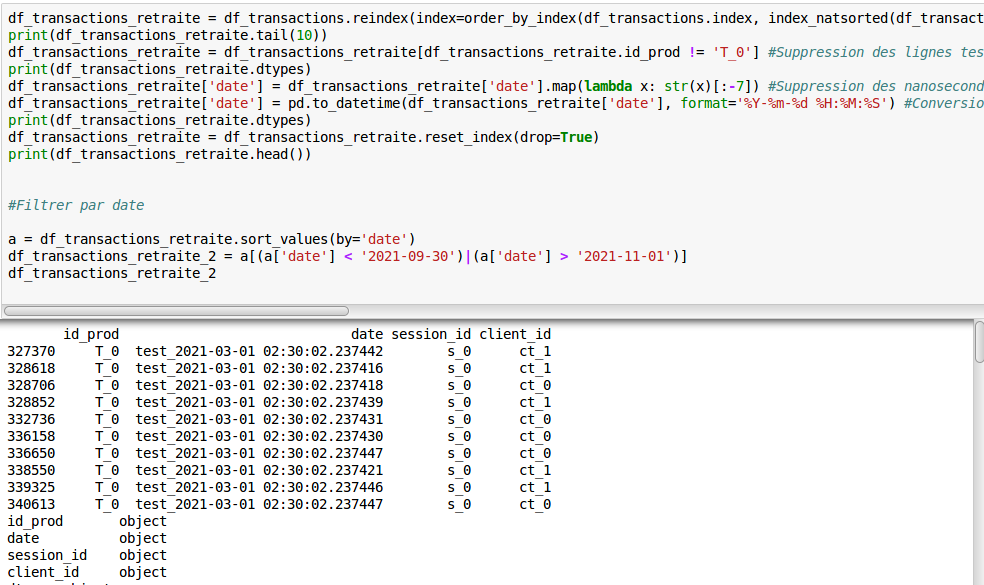 df_transactions_retraite = df_transactions.reindex(index=order_by_index(df_transactions.index, index_natsorted(df_transact
print(df_transactions_retraite.tail(10))
df_transactions_retraite = df_transactions_retraite[df_transactions_retraite.id_prod != 'T_0'] #Suppression des lignes tes
print(df_transactions_retraite.dtypes)
df_transactions_retraite['date'] = df_transactions_retraite['date'].map(lambda x: str(x)[:-7]) #Suppression des nanosecond
df_transactions_retraite['date'] = pd.to_datetime(df_transactions_retraite['date'], format='%Y-%m-%d %H:%M:%S') #Conversio
print(df_transactions_retraite.dtypes)
df_transactions_retraite = df_transactions_retraite.reset_index(drop=True)
print(df_transactions_retraite.head())
#Filtrer par date
a = df_transactions_retraite.sort_values(by='date')
df_transactions_retraite_2 = a[(a['date'] < '2021-09-30')|(a['date'] > '2021-11-01')]
df_transactions_retraite_2
id_prod date session_id client_id
327370 T_0 test_2021-03-01 02:30:02.237442 s_0 ct_1
328618 T_0 test_2021-03-01 02:30:02.237416 s_0 ct_1
328706 T_0 test_2021-03-01 02:30:02.237418 s_0 ct_0
328852 T_0 test_2021-03-01 02:30:02.237439 s_0 ct_1
332736 T_0 test_2021-03-01 02:30:02.237431 s_0 ct_0
336158 T_0 test_2021-03-01 02:30:02.237430 s_0 ct_0
336650 T_0 test_2021-03-01 02:30:02.237447 s_0 ct_0
338550 T_0 test_2021-03-01 02:30:02.237421 s_0 ct_1
339325 T_0 test_2021-03-01 02:30:02.237446 s_0 ct_1
340613 T_0 test_2021-03-01 02:30:02.237447 s_0 ct_0
id_prod object
date object
session_id object
client_id object